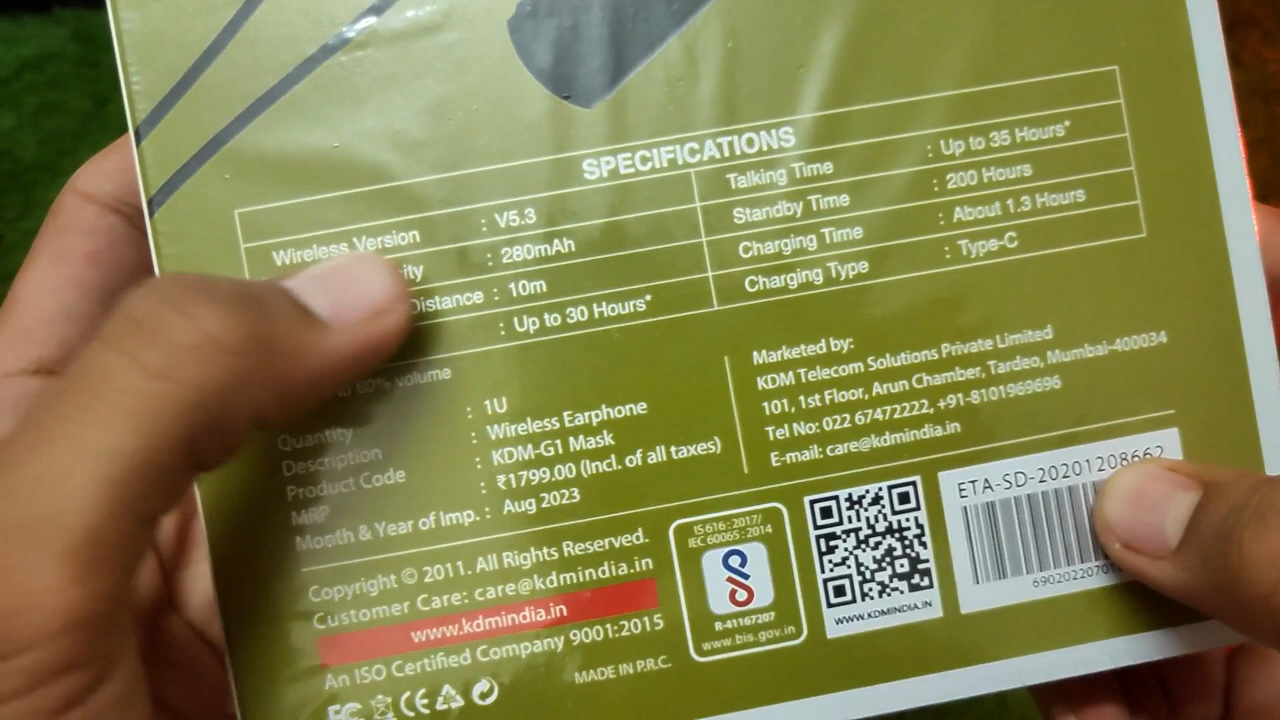 SPECIFICATIONS
Wireless Version : V5.3
: 280mAh
Distance : 10m
: Up to 30 Hours*
Talking Time : Up to 35 Hours*
Standby Time : 200 Hours
Charging Time : About 1.3 Hours
Charging Type : Type-C
60% volume
Quantity : 1U
Description : Wireless Earphone
Product Code : KDM-G1 Mask
MRP : ₹1799.00 (Incl. of all taxes)
Month & Year of Imp. : Aug 2023
Marketed by:
KDM Telecom Solutions Private Limited
101, 1st Floor, Arun Chamber, Tardeo, Mumbai-400034
Tel No: 022 67472222, +91-8101969696
E-mail: care@kdmindia.in
Copyright © 2011. All Rights Reserved.
Customer Care: care@kdmindia.in
www.kdmindia.in
An ISO Certified Company 9001:2015
MADE IN P.R.C.
FC CE
IS 616 : 2017/
IEC 60065 : 2014
R-41167207
www.bis.gov.in
WWW.KDMINDIA.IN
ETA-SD-20201208662